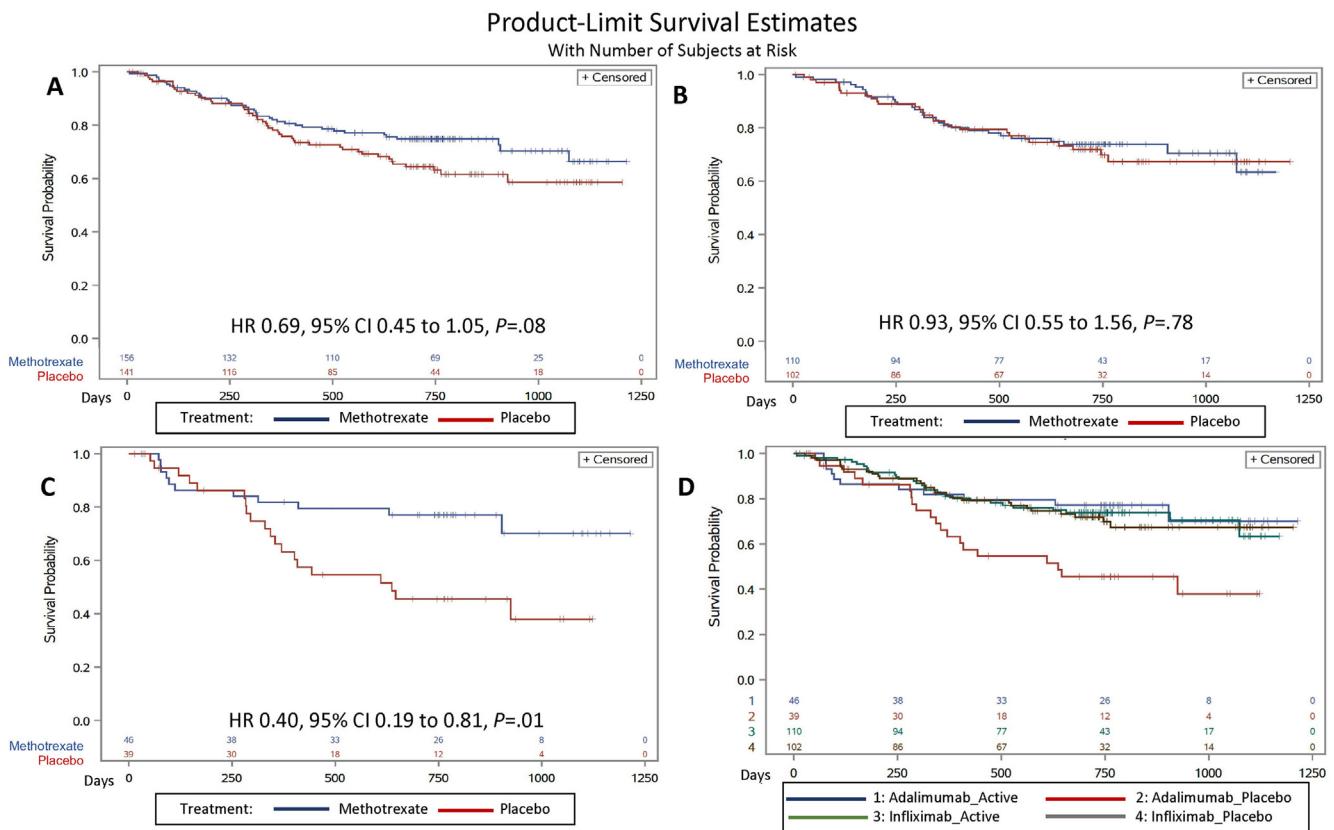 Product-Limit Survival Estimates
With Number of Subjects at Risk
A
+ Censored
Survival Probability
1.0
0.8
0.6
0.4
0.2
0.0
HR 0.69, 95% CI 0.45 to 1.05, P=.08
Methotrexate 156 132 110 69 25 0
Placebo 141 116 85 44 18 0
Days 0 250 500 750 1000 1250
Treatment: Methotrexate Placebo
B
+ Censored
Survival Probability
1.0
0.8
0.6
0.4
0.2
0.0
HR 0.93, 95% CI 0.55 to 1.56, P=.78
Methotrexate 110 94 77 43 17 0
Placebo 102 86 67 32 14 0
Days 0 250 500 750 1000 1250
Treatment: Methotrexate Placebo
C
+ Censored
Survival Probability
1.0
0.8
0.6
0.4
0.2
0.0
HR 0.40, 95% CI 0.19 to 0.81, P=.01
Methotrexate 46 38 33 26 8 0
Placebo 39 30 18 12 4 0
Days 0 250 500 750 1000 1250
Treatment: Methotrexate Placebo
D
+ Censored
Survival Probability
1.0
0.8
0.6
0.4
0.2
0.0
1 46 38 33 26 8 0
2 39 30 18 12 4 0
3 110 94 77 43 17 0
4 102 86 67 32 14 0
Days 0 250 500 750 1000 1250
1: Adalimumab_Active 2: Adalimumab_Placebo
3: Infliximab_Active 4: Infliximab_Placebo